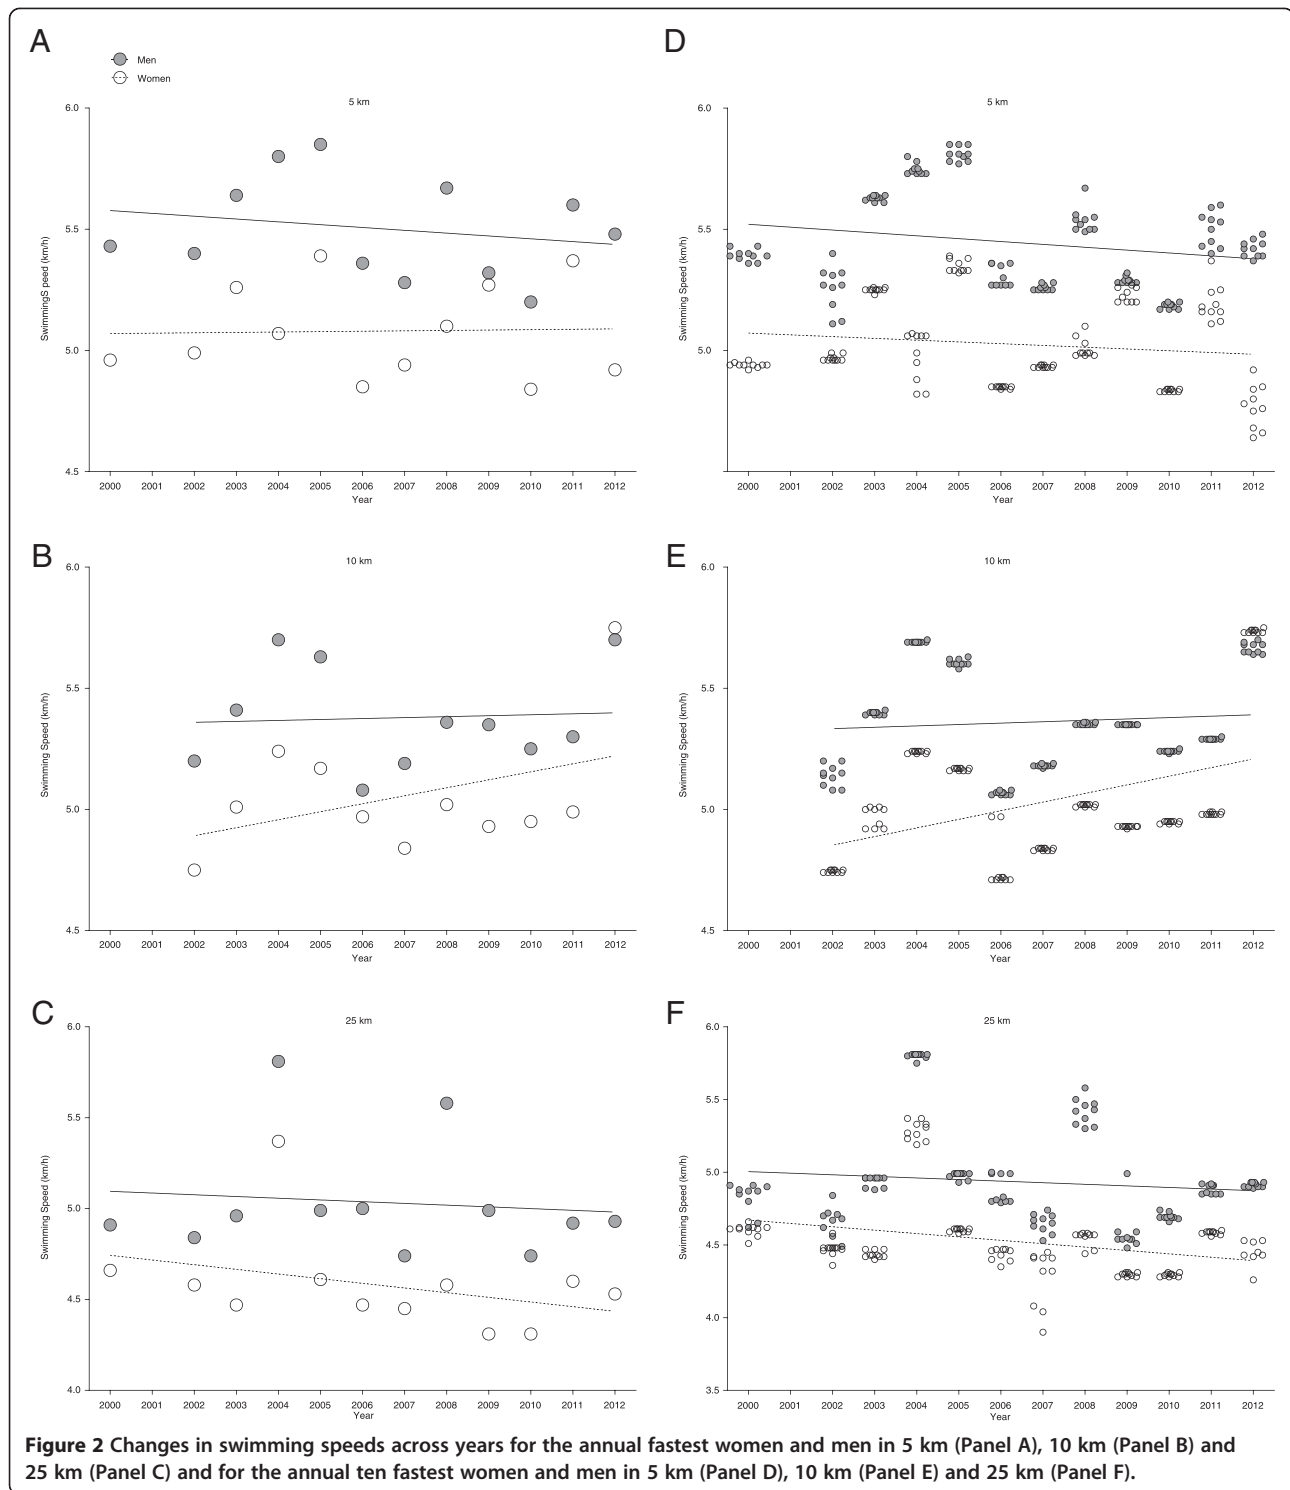 A
Men
Women
5 km
6.0
5.5
5.0
4.5
SwimmingS peed (km/h)
2000 2001 2002 2003 2004 2005 2006 2007 2008 2009 2010 2011 2012
Year
D
5 km
6.0
5.5
5.0
Swimming Speed (km/h)
2000 2001 2002 2003 2004 2005 2006 2007 2008 2009 2010 2011 2012
Year
B
10 km
6.0
5.5
5.0
4.5
Swimming Speed (km/h)
2000 2001 2002 2003 2004 2005 2006 2007 2008 2009 2010 2011 2012
Year
E
10 km
6.0
5.5
5.0
4.5
Swimming Speed (km/h)
2000 2001 2002 2003 2004 2005 2006 2007 2008 2009 2010 2011 2012
Year
C
25 km
6.0
5.5
5.0
4.5
4.0
Swimming Speed (km/h)
2000 2001 2002 2003 2004 2005 2006 2007 2008 2009 2010 2011 2012
Year
F
25 km
6.0
5.5
5.0
4.5
4.0
3.5
Swimming Speed (km/h)
2000 2001 2002 2003 2004 2005 2006 2007 2008 2009 2010 2011 2012
Year
Figure 2 Changes in swimming speeds across years for the annual fastest women and men in 5 km (Panel A), 10 km (Panel B) and
25 km (Panel C) and for the annual ten fastest women and men in 5 km (Panel D), 10 km (Panel E) and 25 km (Panel F).